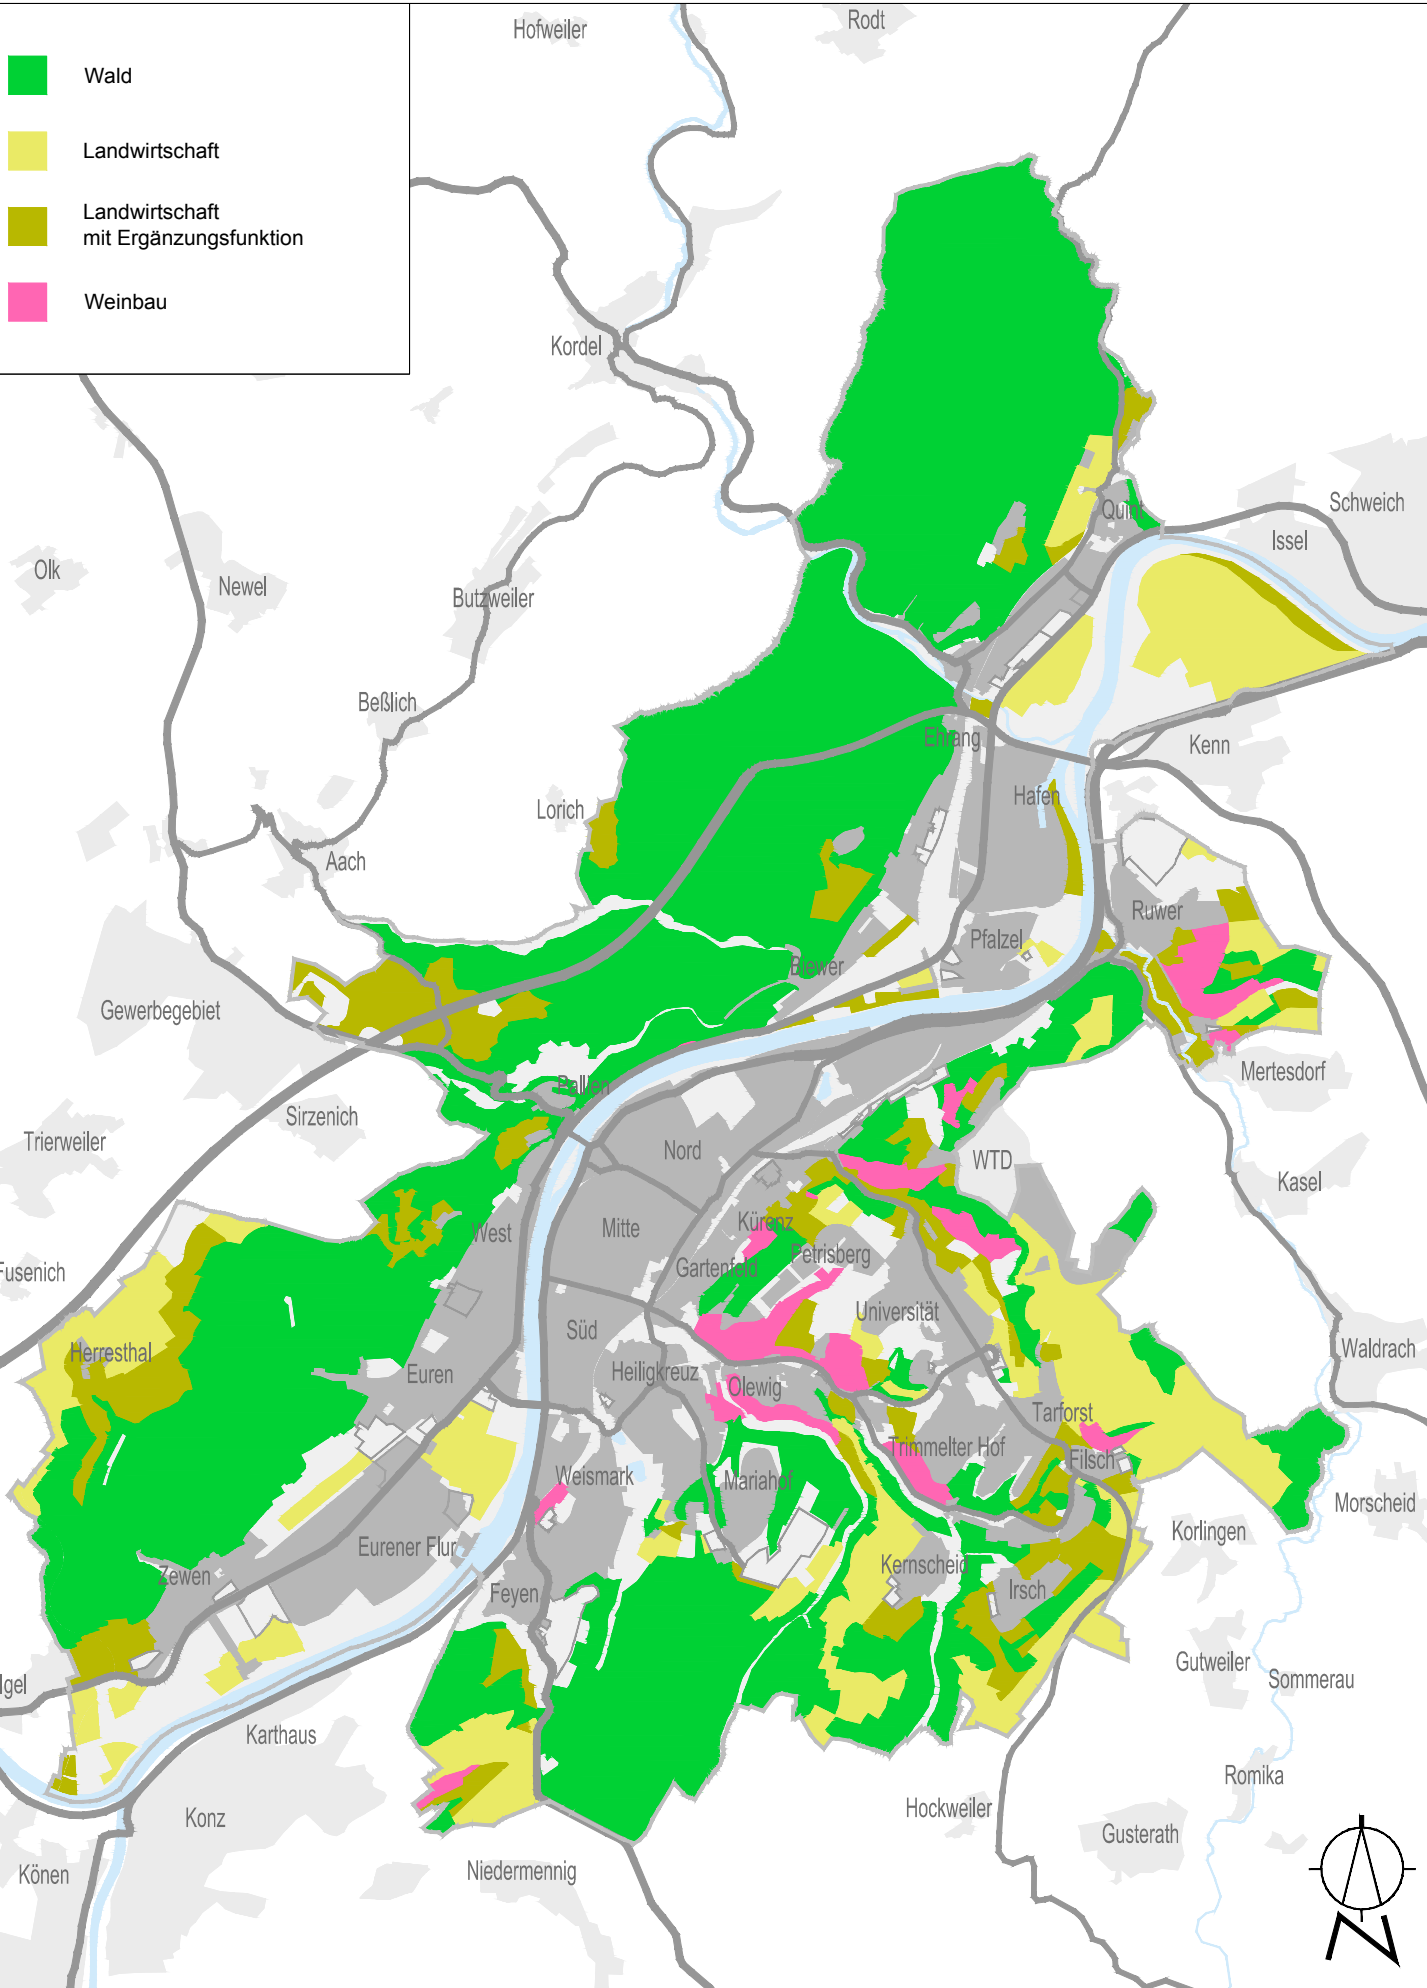 Wald
Landwirtschaft
Landwirtschaft
mit Ergänzungsfunktion
Weinbau
Hofweiler
Rodt
Kordel
Schweich
Quint
Issel
Olk
Newel
Butzweiler
Beßlich
Ehrang
Kenn
Lorich
Hafen
Aach
Ruwer
Pfalzel
Biewer
Gewerbegebiet
Mertesdorf
Pallien
Sirzenich
Trierweiler
Nord
WTD
Kasel
Mitte
Kürenz
West
Petrisberg
Gartenfeld
Fusenich
Universität
Süd
Herresthal
Waldrach
Heiligkreuz
Euren
Olewig
Tarforst
Trimmelter Hof
Filsch
Weismark
Mariahof
Morscheid
Korlingen
Eurener Flur
Kernscheid
Zewen
Irsch
Feyen
Gutweiler
Sommerau
Igel
Karthaus
Romika
Hockweiler
Konz
Gusterath
Könen
Niedermennig
N